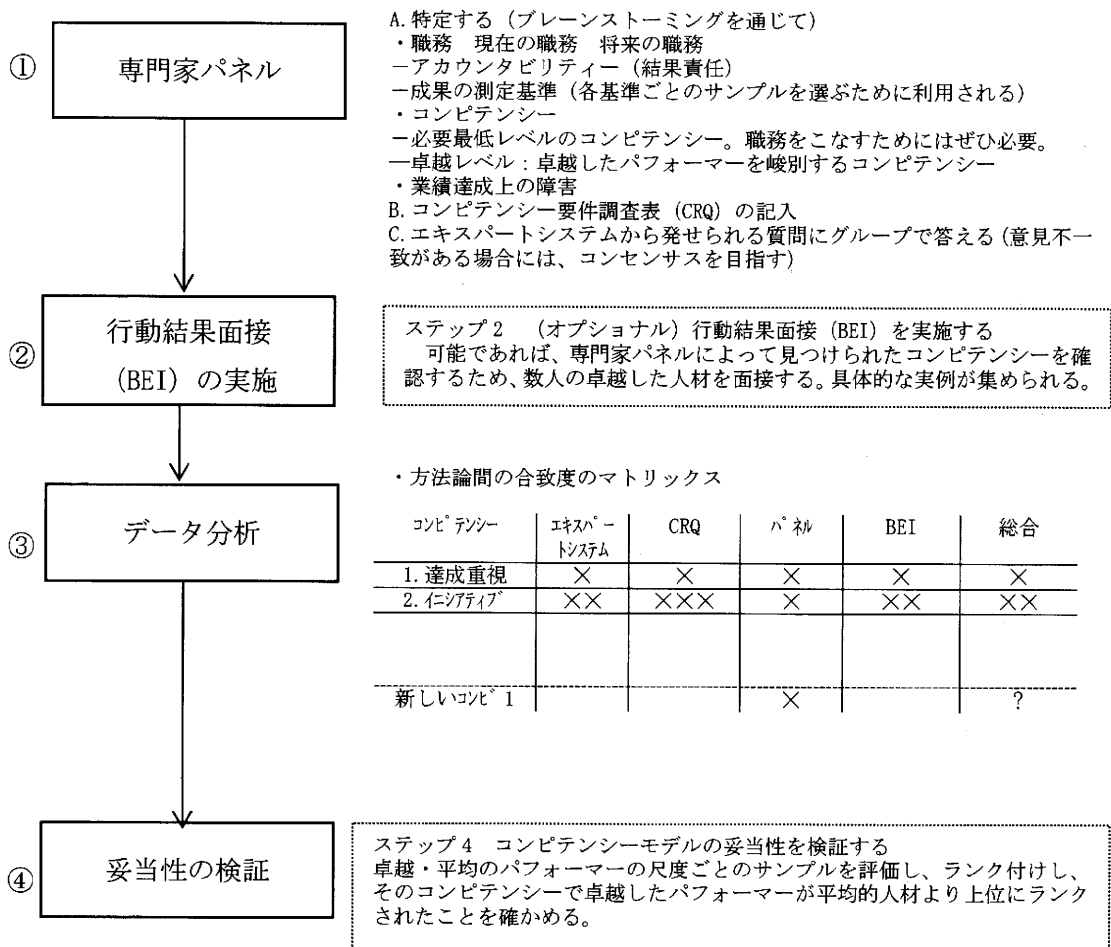 ①
専門家パネル
A.特定する（ブレーンストーミングを通じて）
・職務　現在の職務　将来の職務
－アカウンタビリティー（結果責任）
－成果の測定基準（各基準ごとのサンプルを選ぶために利用される）
・コンピテンシー
－必要最低レベルのコンピテンシー。職務をこなすためにはぜひ必要。
―卓越レベル：卓越したパフォーマーを峻別するコンピテンシー
・業績達成上の障害
B.コンピテンシー要件調査表（CRQ）の記入
C.エキスパートシステムから発せられる質問にグループで答える（意見不一
致がある場合には、コンセンサスを目指す）
②
行動結果面接
（BEI）の実施
ステップ2　（オプショナル）行動結果面接（BEI）を実施する
可能であれば、専門家パネルによって見つけられたコンピテンシーを確
認するため、数人の卓越した人材を面接する。具体的な実例が集められる。
③
データ分析
・方法論間の合致度のマトリックス
ｺﾝﾋﾟﾃﾝｼｰ　ｴｷｽﾊﾟｰ　CRQ　ﾊﾟﾈﾙ　BEI　総合
ﾄｼｽﾃﾑ
1.達成重視　×　×　×　×　×
2.ｲﾆｼｱﾃｨﾌﾞ　××　×××　×　××　××
新しいｺﾝﾋﾟ1　×　?
④
妥当性の検証
ステップ4　コンピテンシーモデルの妥当性を検証する
卓越・平均のパフォーマーの尺度ごとのサンプルを評価し、ランク付けし、
そのコンピテンシーで卓越したパフォーマーが平均的人材より上位にランク
されたことを確かめる。